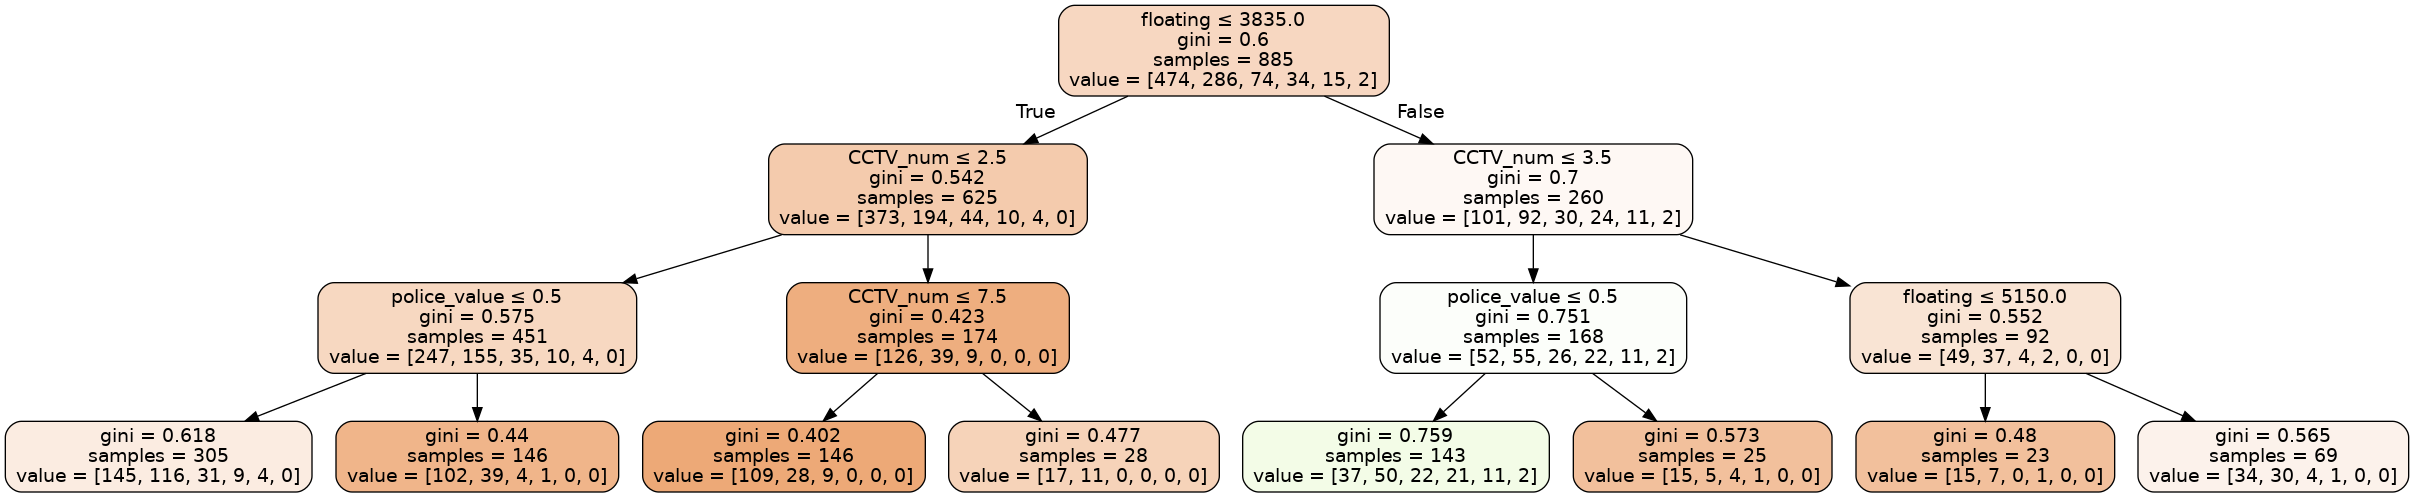 floating ≤ 3835.0
gini = 0.6
samples = 885
value = [474, 286, 74, 34, 15, 2]
True
False
CCTV_num ≤ 2.5
gini = 0.542
samples = 625
value = [373, 194, 44, 10, 4, 0]
CCTV_num ≤ 3.5
gini = 0.7
samples = 260
value = [101, 92, 30, 24, 11, 2]
police_value ≤ 0.5
gini = 0.575
samples = 451
value = [247, 155, 35, 10, 4, 0]
CCTV_num ≤ 7.5
gini = 0.423
samples = 174
value = [126, 39, 9, 0, 0, 0]
police_value ≤ 0.5
gini = 0.751
samples = 168
value = [52, 55, 26, 22, 11, 2]
floating ≤ 5150.0
gini = 0.552
samples = 92
value = [49, 37, 4, 2, 0, 0]
gini = 0.618
samples = 305
value = [145, 116, 31, 9, 4, 0]
gini = 0.44
samples = 146
value = [102, 39, 4, 1, 0, 0]
gini = 0.402
samples = 146
value = [109, 28, 9, 0, 0, 0]
gini = 0.477
samples = 28
value = [17, 11, 0, 0, 0, 0]
gini = 0.759
samples = 143
value = [37, 50, 22, 21, 11, 2]
gini = 0.573
samples = 25
value = [15, 5, 4, 1, 0, 0]
gini = 0.48
samples = 23
value = [15, 7, 0, 1, 0, 0]
gini = 0.565
samples = 69
value = [34, 30, 4, 1, 0, 0]